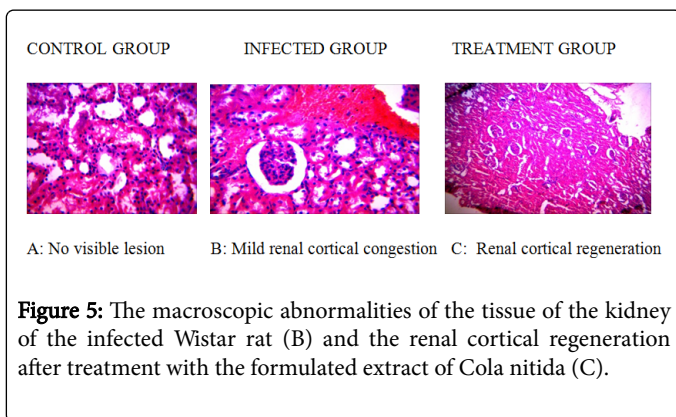 CONTROL GROUP INFECTED GROUP TREATMENT GROUP
A: No visible lesion B: Mild renal cortical congestion C: Renal cortical regeneration
Figure 5: The macroscopic abnormalities of the tissue of the kidney
of the infected Wistar rat (B) and the renal cortical regeneration
after treatment with the formulated extract of Cola nitida (C).